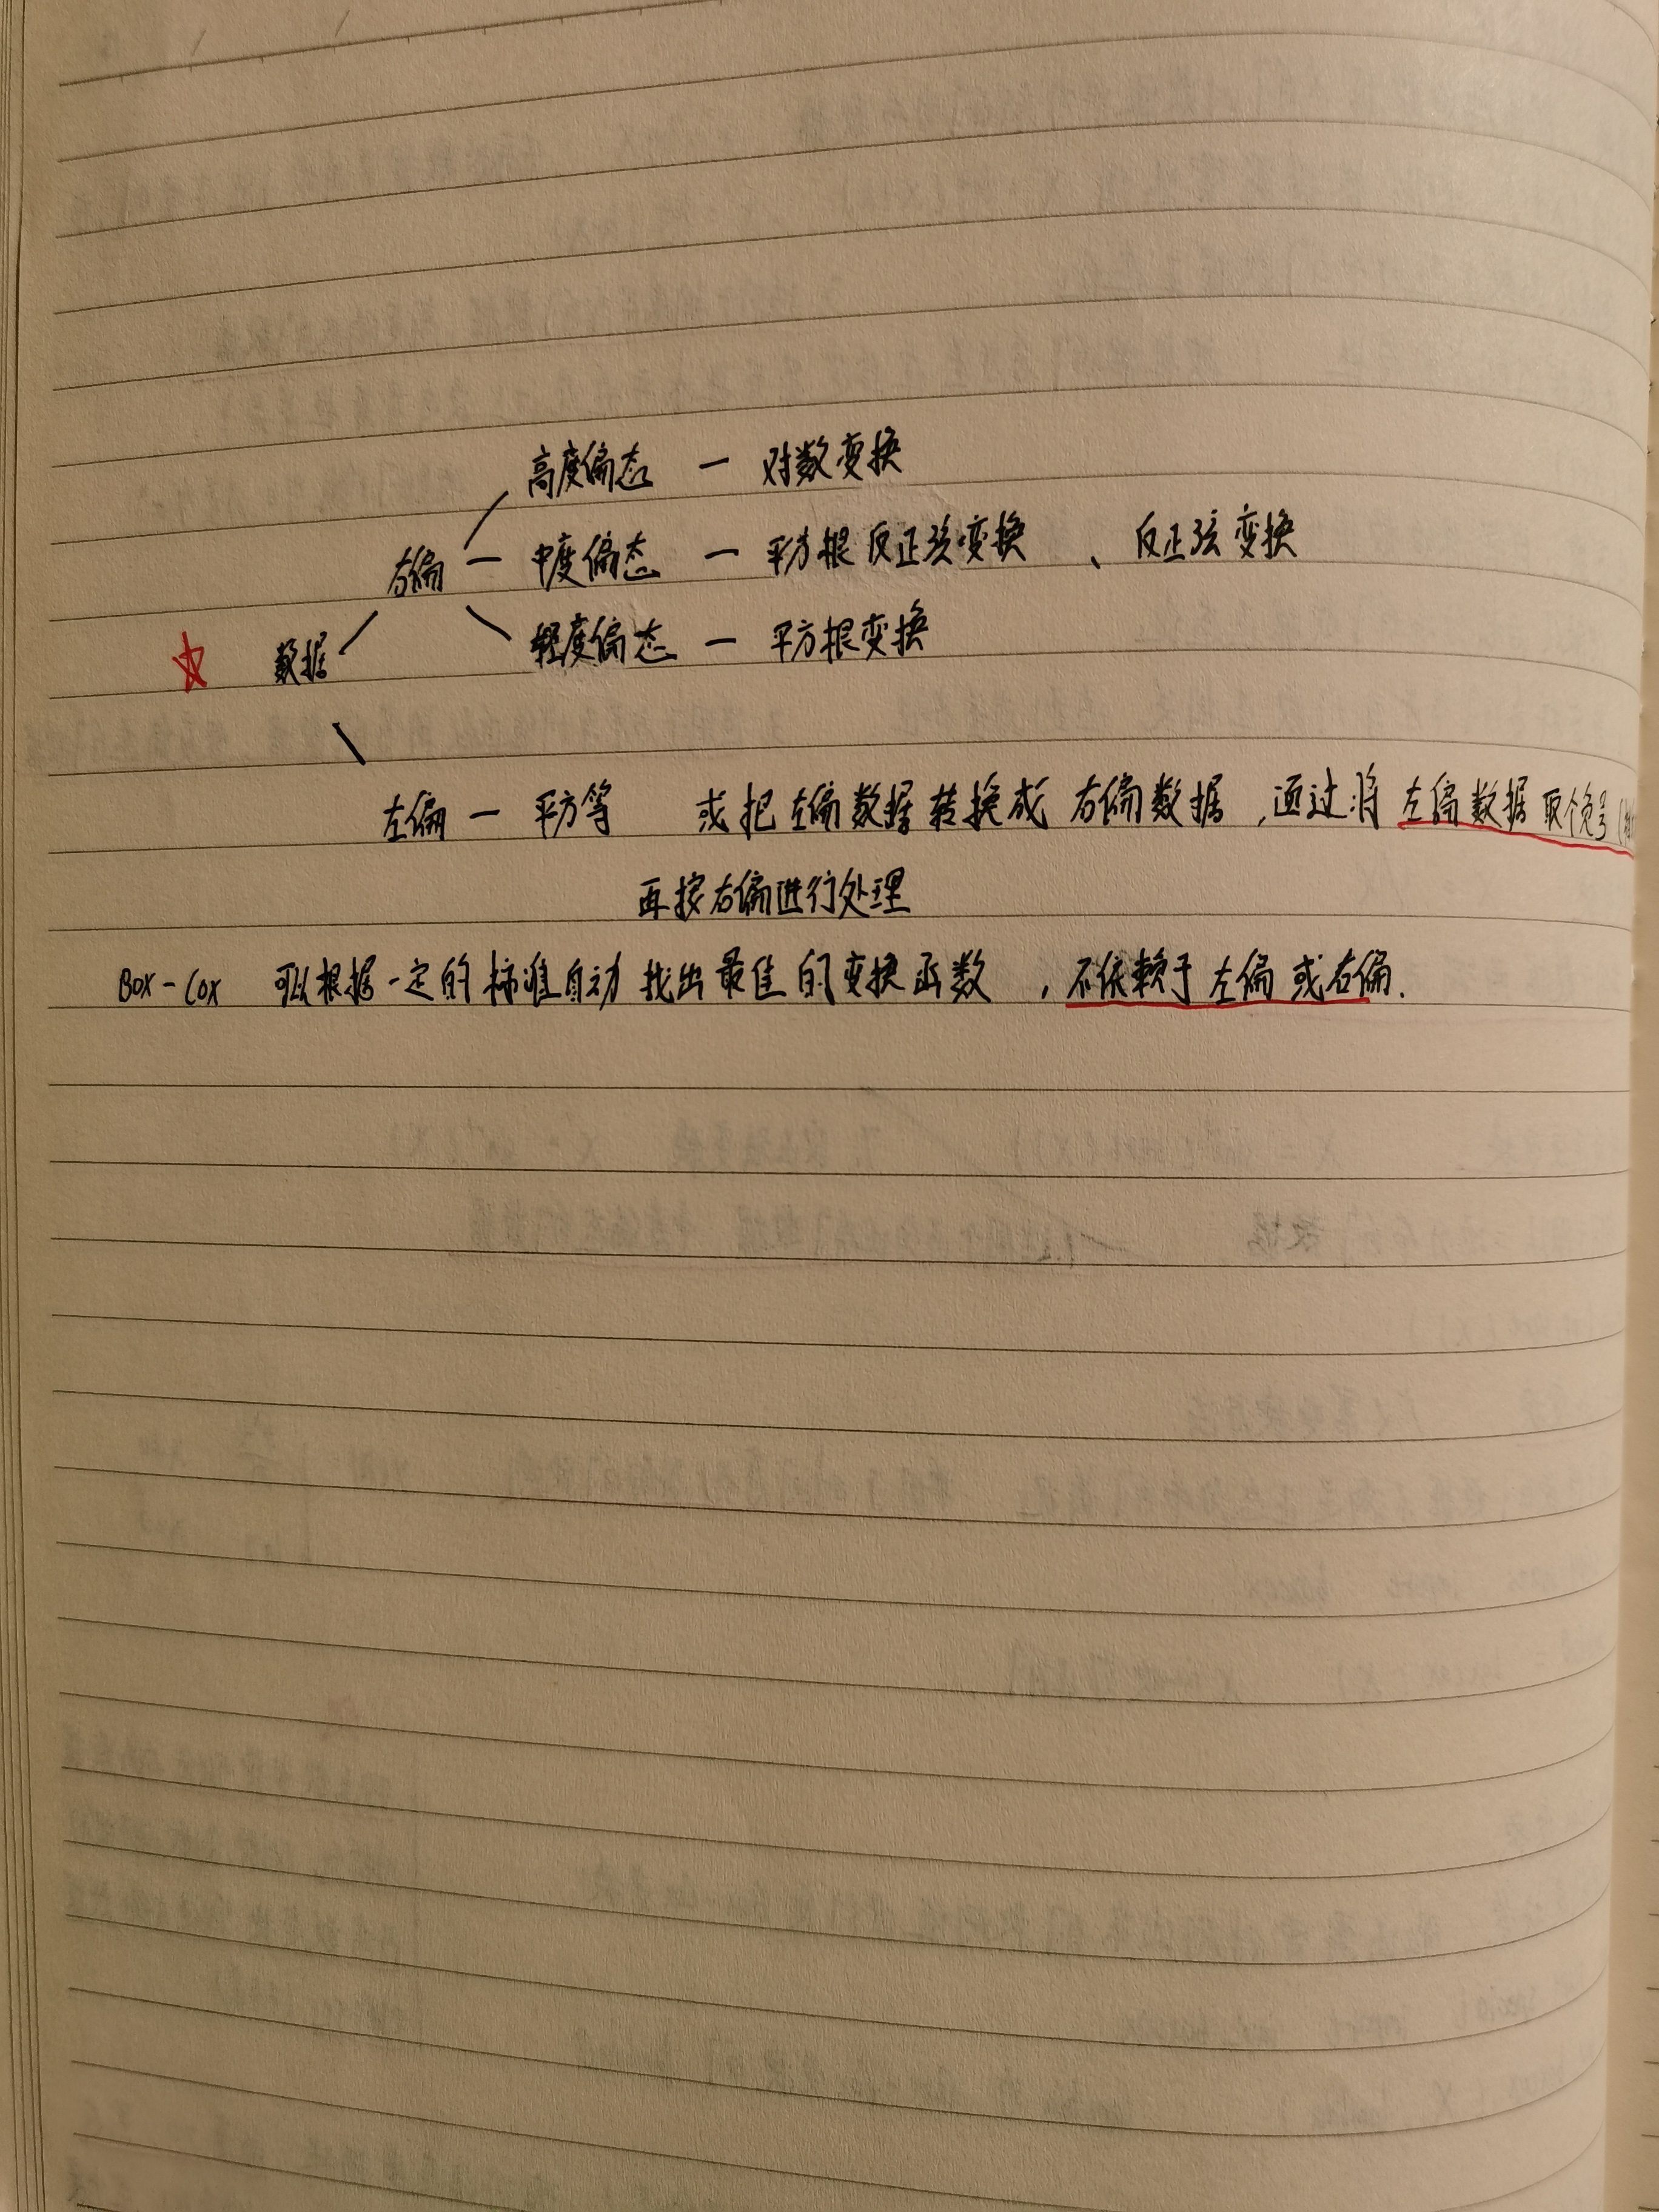 高度偏态 — 对数变换
右偏 — 中度偏态 — 平方根反正弦变换 、 反正弦变换
轻度偏态 — 平方根变换
数据
左偏 — 平方等 或把左偏数据转换成 右偏数据 ,通过将 左偏数据取个负号
再按右偏进行处理
BOX-COX 可以根据一定的标准自动找出最佳的变换函数 ,不依赖于左偏或右偏.